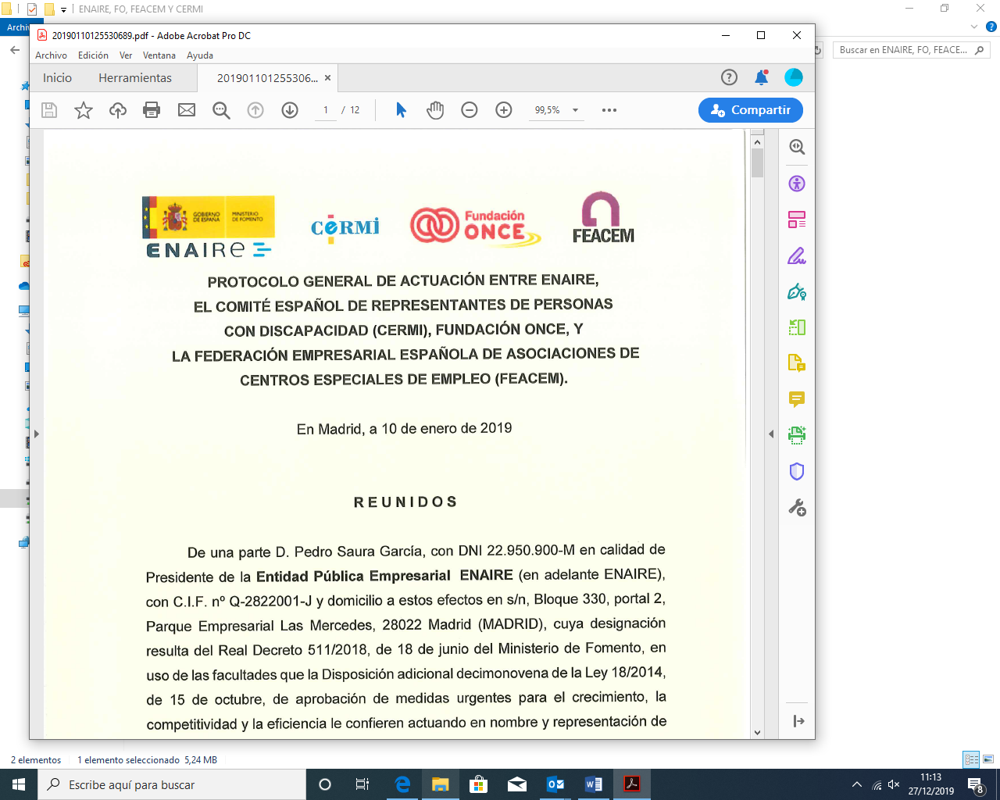 ENAIRE, FO, FEACEM Y CERMI
Archiv
20190110125530689.pdf - Adobe Acrobat Pro DC
Buscar en ENAIRE, FO, FEACE...
Archivo Edición Ver Ventana Ayuda
Inicio Herramientas 201901101255306... ×
1 / 12 99,5% Compartir
GOBIERNO DE ESPAÑA
MINISTERIO DE FOMENTO
ENAIRE
CERMI
Fundación
ONCE
FEACEM
PROTOCOLO GENERAL DE ACTUACIÓN ENTRE ENAIRE,
EL COMITÉ ESPAÑOL DE REPRESENTANTES DE PERSONAS
CON DISCAPACIDAD (CERMI), FUNDACIÓN ONCE, Y
LA FEDERACIÓN EMPRESARIAL ESPAÑOLA DE ASOCIACIONES DE
CENTROS ESPECIALES DE EMPLEO (FEACEM).
En Madrid, a 10 de enero de 2019
R E U N I D O S
De una parte D. Pedro Saura García, con DNI 22.950.900-M en calidad de
Presidente de la Entidad Pública Empresarial ENAIRE (en adelante ENAIRE),
con C.I.F. nº Q-2822001-J y domicilio a estos efectos en s/n, Bloque 330, portal 2,
Parque Empresarial Las Mercedes, 28022 Madrid (MADRID), cuya designación
resulta del Real Decreto 511/2018, de 18 de junio del Ministerio de Fomento, en
uso de las facultades que la Disposición adicional decimonovena de la Ley 18/2014,
de 15 de octubre, de aprobación de medidas urgentes para el crecimiento, la
competitividad y la eficiencia le confieren actuando en nombre y representación de
2 elementos 1 elemento seleccionado 5,24 MB
Escribe aquí para buscar
11:13
27/12/2019
8